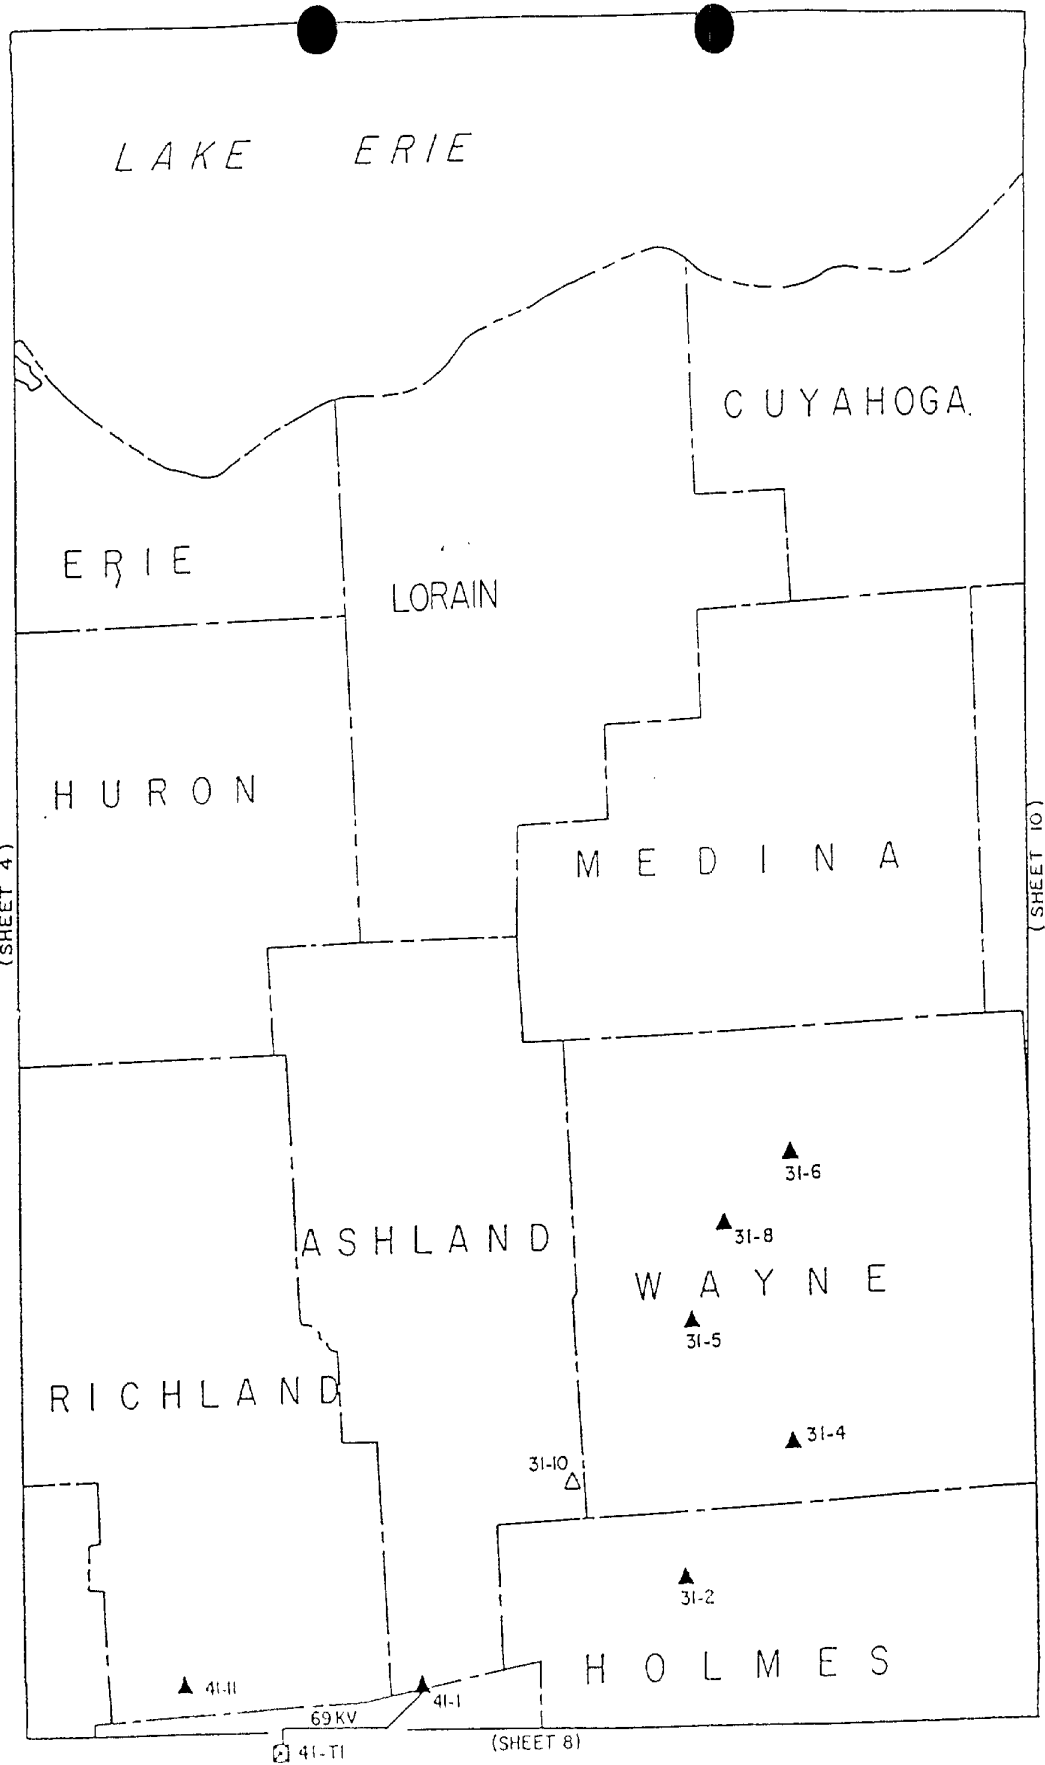 LAKE ERIE
CUYAHOGA
ERIE
LORAIN
HURON
(SHEET 4)
(SHEET 10)
MEDINA
31-6
31-8
ASHLAND
WAYNE
31-5
RICHLAND
31-4
31-10
31-2
HOLMES
41-11
41-1
69 KV
(SHEET 8)
41-T1